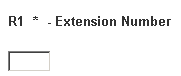 R1 * - Extension Number